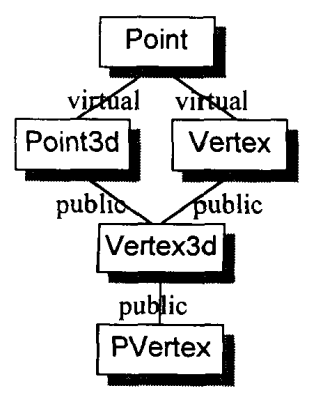 Point
virtual virtual
Point3d Vertex
public public
Vertex3d
public
PVertex